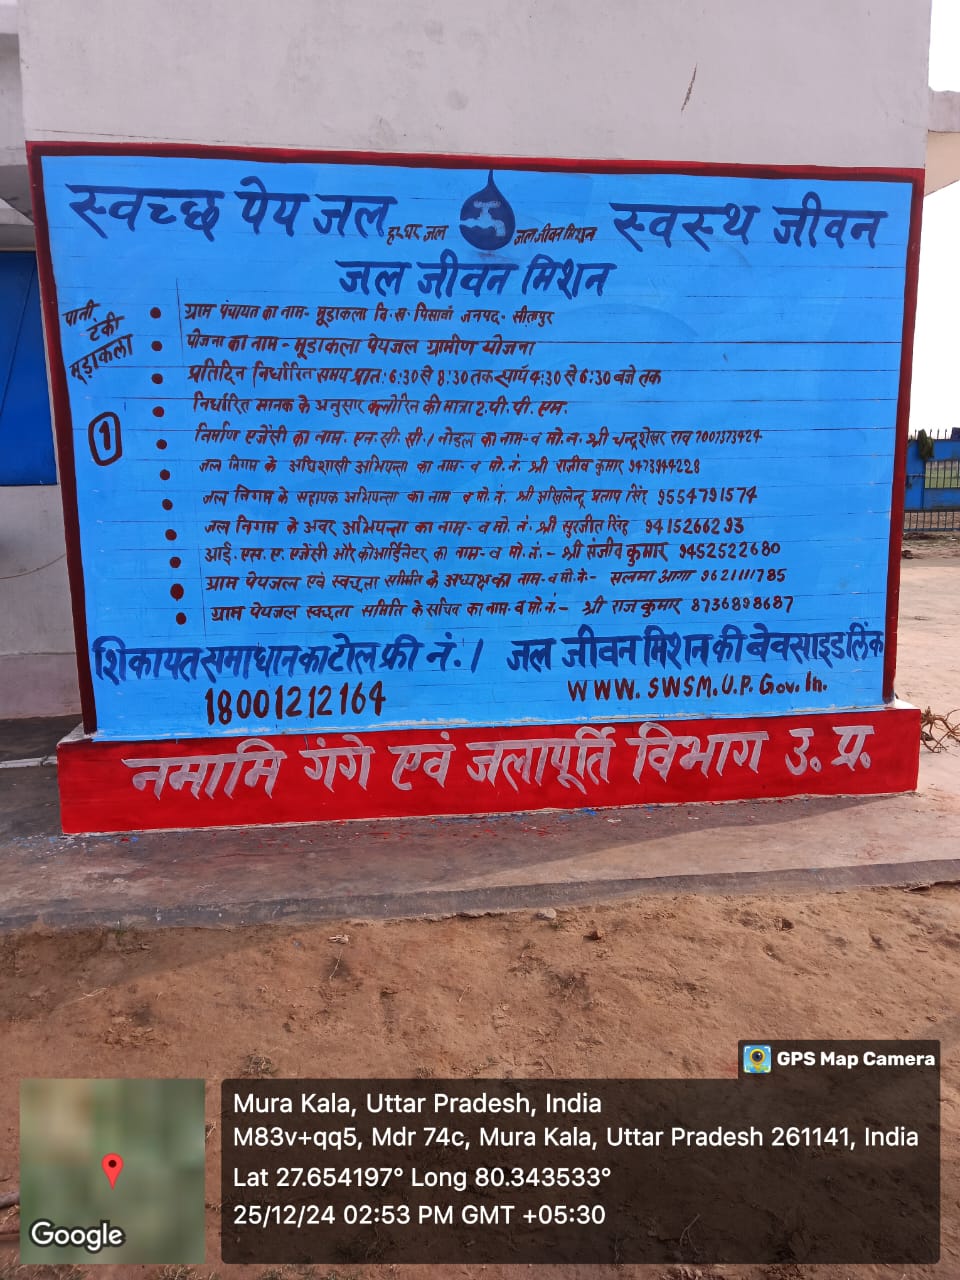 स्वच्छ पेय जल हर घर जल जल जीवन मिशन स्वस्थ जीवन
जल जीवन मिशन
पानी टंकी मूड़ाकला
1
ग्राम पंचायत का नाम- मूडाकला वि.स. पिसावां जनपद- सीतापुर
योजना का नाम - मूडाकला पेयजल ग्रामीण योजना
प्रतिदिन निर्धारित समय प्रात: 6:30 से 8:30 तक सायं 4:30 से 6:30 बजे तक
निर्धारित मानक के अनुसार क्लोरिन की मात्रा 2.पी.पी.एम.
निर्माण एजेंसी का नाम. एन.सी.सी./ नोडल का नाम-व मो.न. श्री चन्द्रशेखर राव 7007373424
जल निगम के अधिशासी अभियन्ता का नाम- व मो.नं. श्री राजीव कुमार 9473944228
जल निगम के सहायक अभियन्ता का नाम व मो.नं. श्री अखिलेन्द्र प्रताप सिंह 9554791574
जल निगम के अवर अभियन्ता का नाम- व मो.नं: श्री सुरजीत सिंह 9415266293
आई.एस.ए. एजेंसी और कोआर्डिनेटर का नाम- व मो.नं.- श्री संजीव कुमार 9452522680
ग्राम पेयजल एवं स्वच्छता समिति के अध्यक्ष का नाम-व मो.नं- सलमा आगा 9621111785
ग्राम पेयजल स्वच्छता समिति के सचिव का नाम-व मो.नं- श्री राज कुमार 8736898687
शिकायत समाधान का टोल फ्री नं./ जल जीवन मिशन की बेवसाइड लिंक
18001212164 WWW.SWSM.U.P.Gov.In.
नमामि गंगे एवं जलापूर्ति विभाग उ.प्र.
GPS Map Camera
Mura Kala, Uttar Pradesh, India
M83v+qq5, Mdr 74c, Mura Kala, Uttar Pradesh 261141, India
Lat 27.654197° Long 80.343533°
25/12/24 02:53 PM GMT +05:30
Google